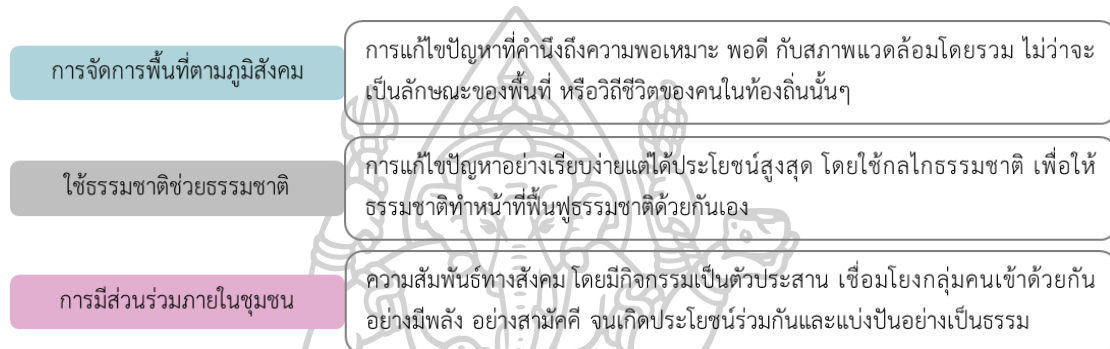 การจัดการพื้นที่ตามภูมิสังคม
การแก้ไขปัญหาที่คำนึงถึงความพอเหมาะ พอดี กับสภาพแวดล้อมโดยรวม ไม่ว่าจะ
เป็นลักษณะของพื้นที่ หรือวิถีชีวิตของคนในท้องถิ่นนั้นๆ
ใช้ธรรมชาติช่วยธรรมชาติ
การแก้ไขปัญหาอย่างเรียบง่ายแต่ได้ประโยชน์สูงสุด โดยใช้กลไกธรรมชาติ เพื่อให้
ธรรมชาติทำหน้าที่ฟื้นฟูธรรมชาติด้วยกันเอง
การมีส่วนร่วมภายในชุมชน
ความสัมพันธ์ทางสังคม โดยมีกิจกรรมเป็นตัวประสาน เชื่อมโยงกลุ่มคนเข้าด้วยกัน
อย่างมีพลัง อย่างสามัคคี จนเกิดประโยชน์ร่วมกันและแบ่งปันอย่างเป็นธรรม